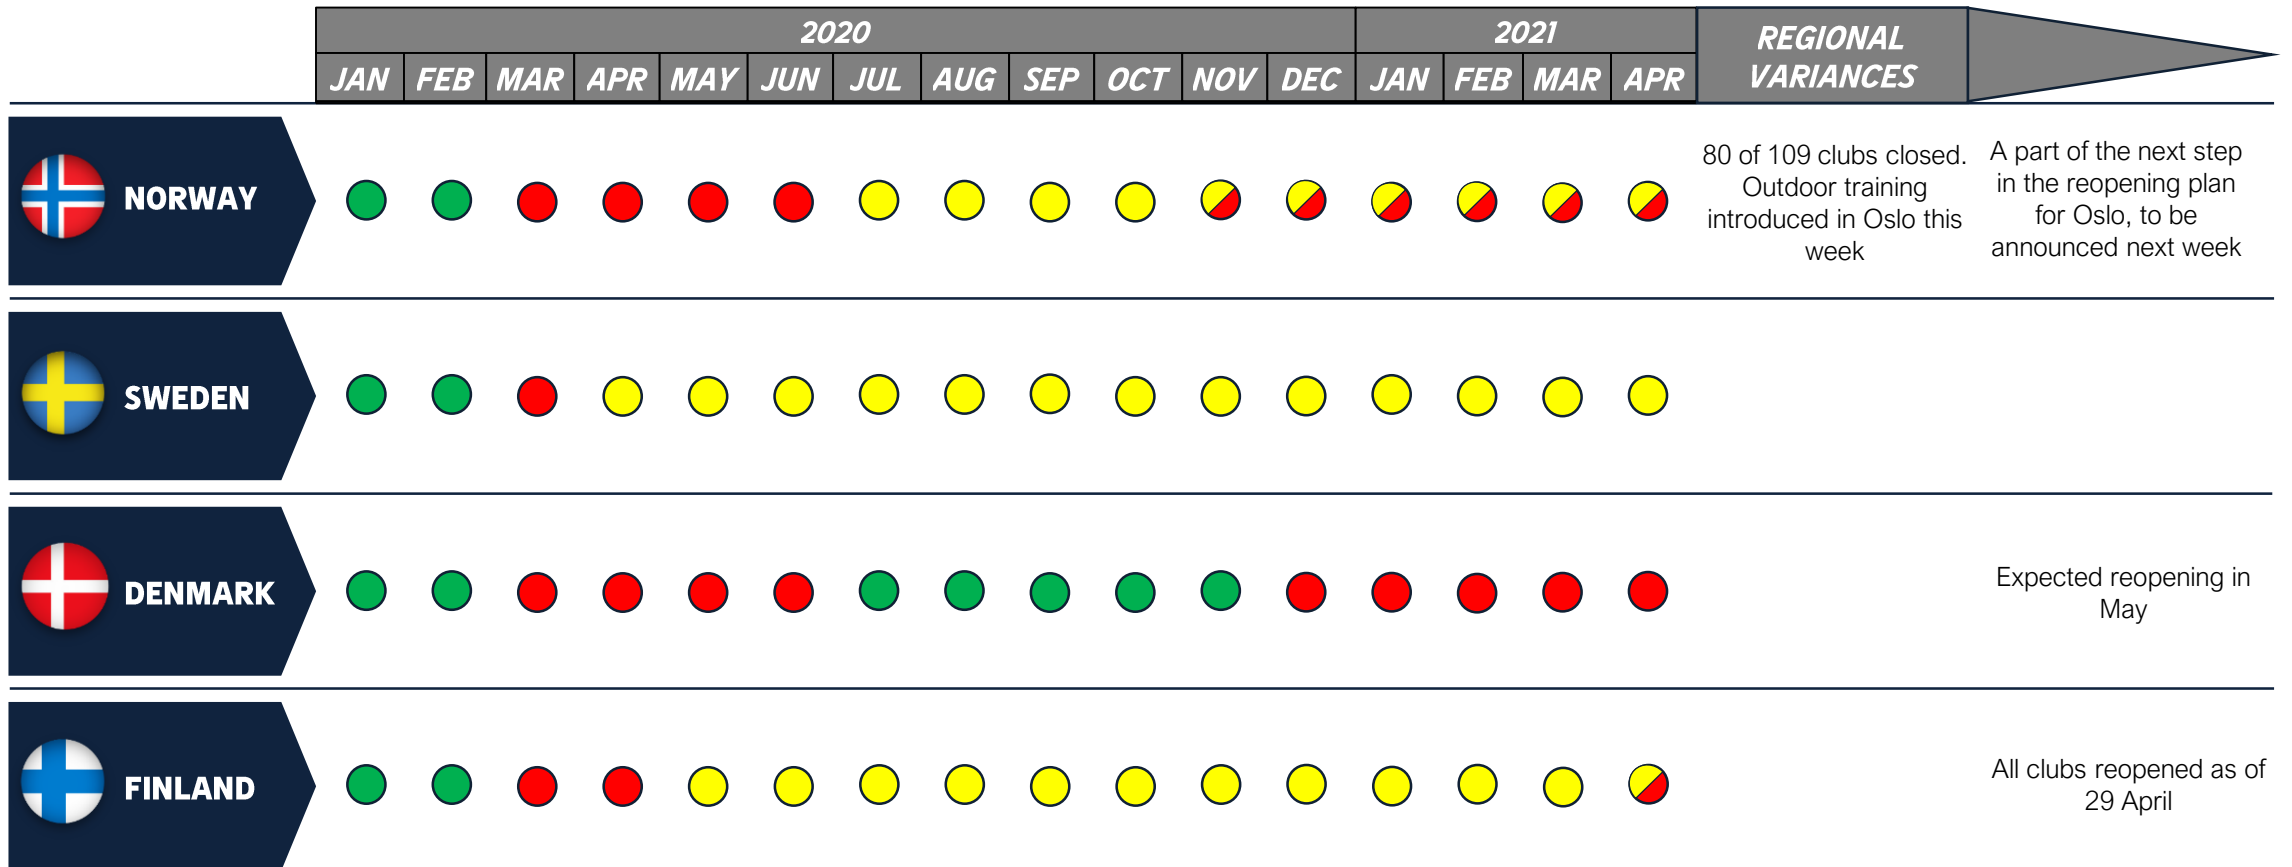 2020
2021
REGIONAL
VARIANCES
JAN FEB MAR APR MAY JUN JUL AUG SEP OCT NOV DEC JAN FEB MAR APR
NORWAY
80 of 109 clubs closed.
Outdoor training
introduced in Oslo this
week
A part of the next step
in the reopening plan
for Oslo, to be
announced next week
SWEDEN
DENMARK
Expected reopening in
May
FINLAND
All clubs reopened as of
29 April